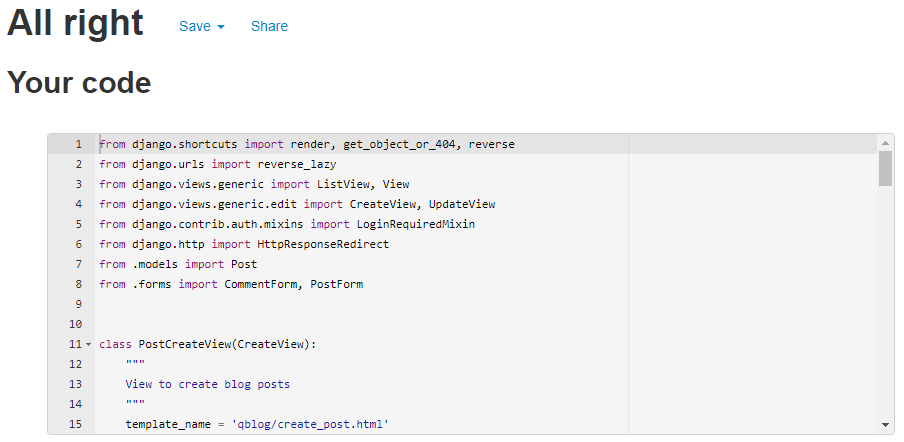 All right Save Share
Your code
1 from django.shortcuts import render, get_object_or_404, reverse
2 from django.urls import reverse_lazy
3 from django.views.generic import ListView, View
4 from django.views.generic.edit import CreateView, UpdateView
5 from django.contrib.auth.mixins import LoginRequiredMixin
6 from django.http import HttpResponseRedirect
7 from .models import Post
8 from .forms import CommentForm, PostForm
9
10
11 class PostCreateView(CreateView):
12     """
13     View to create blog posts
14     """
15     template_name = 'qblog/create_post.html'